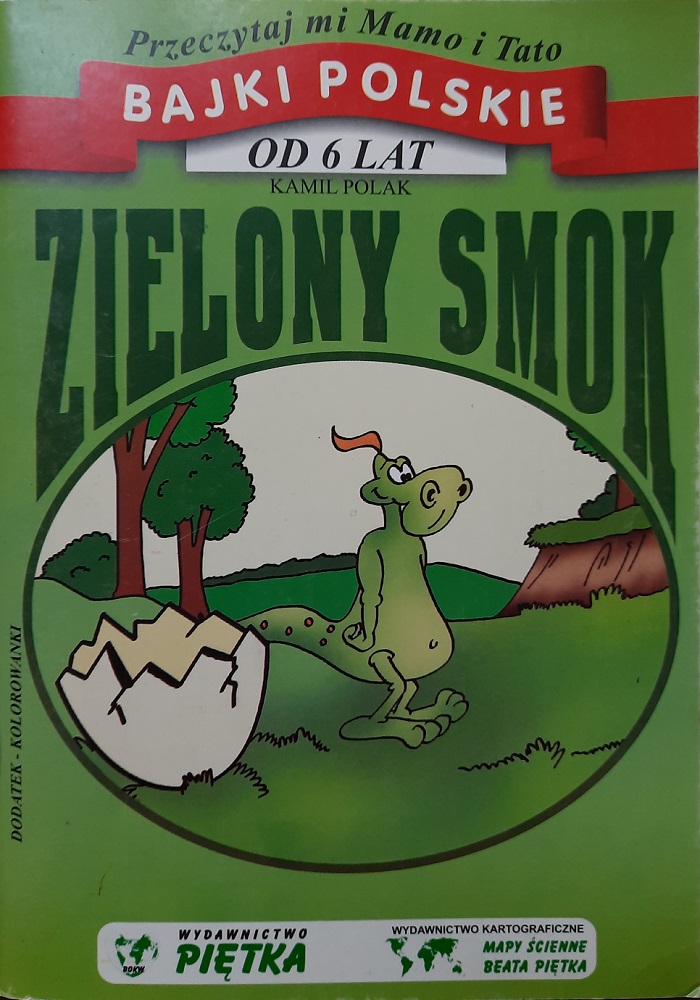 Przeczytaj mi Mamo i Tato
BAJKI POLSKIE
OD 6 LAT
KAMIL POLAK
ZIELONY SMOK
DODATEK - KOLOROWANKI
BOKW
WYDAWNICTWO
PIĘTKA
WYDAWNICTWO KARTOGRAFICZNE
MAPY ŚCIENNE
BEATA PIĘTKA